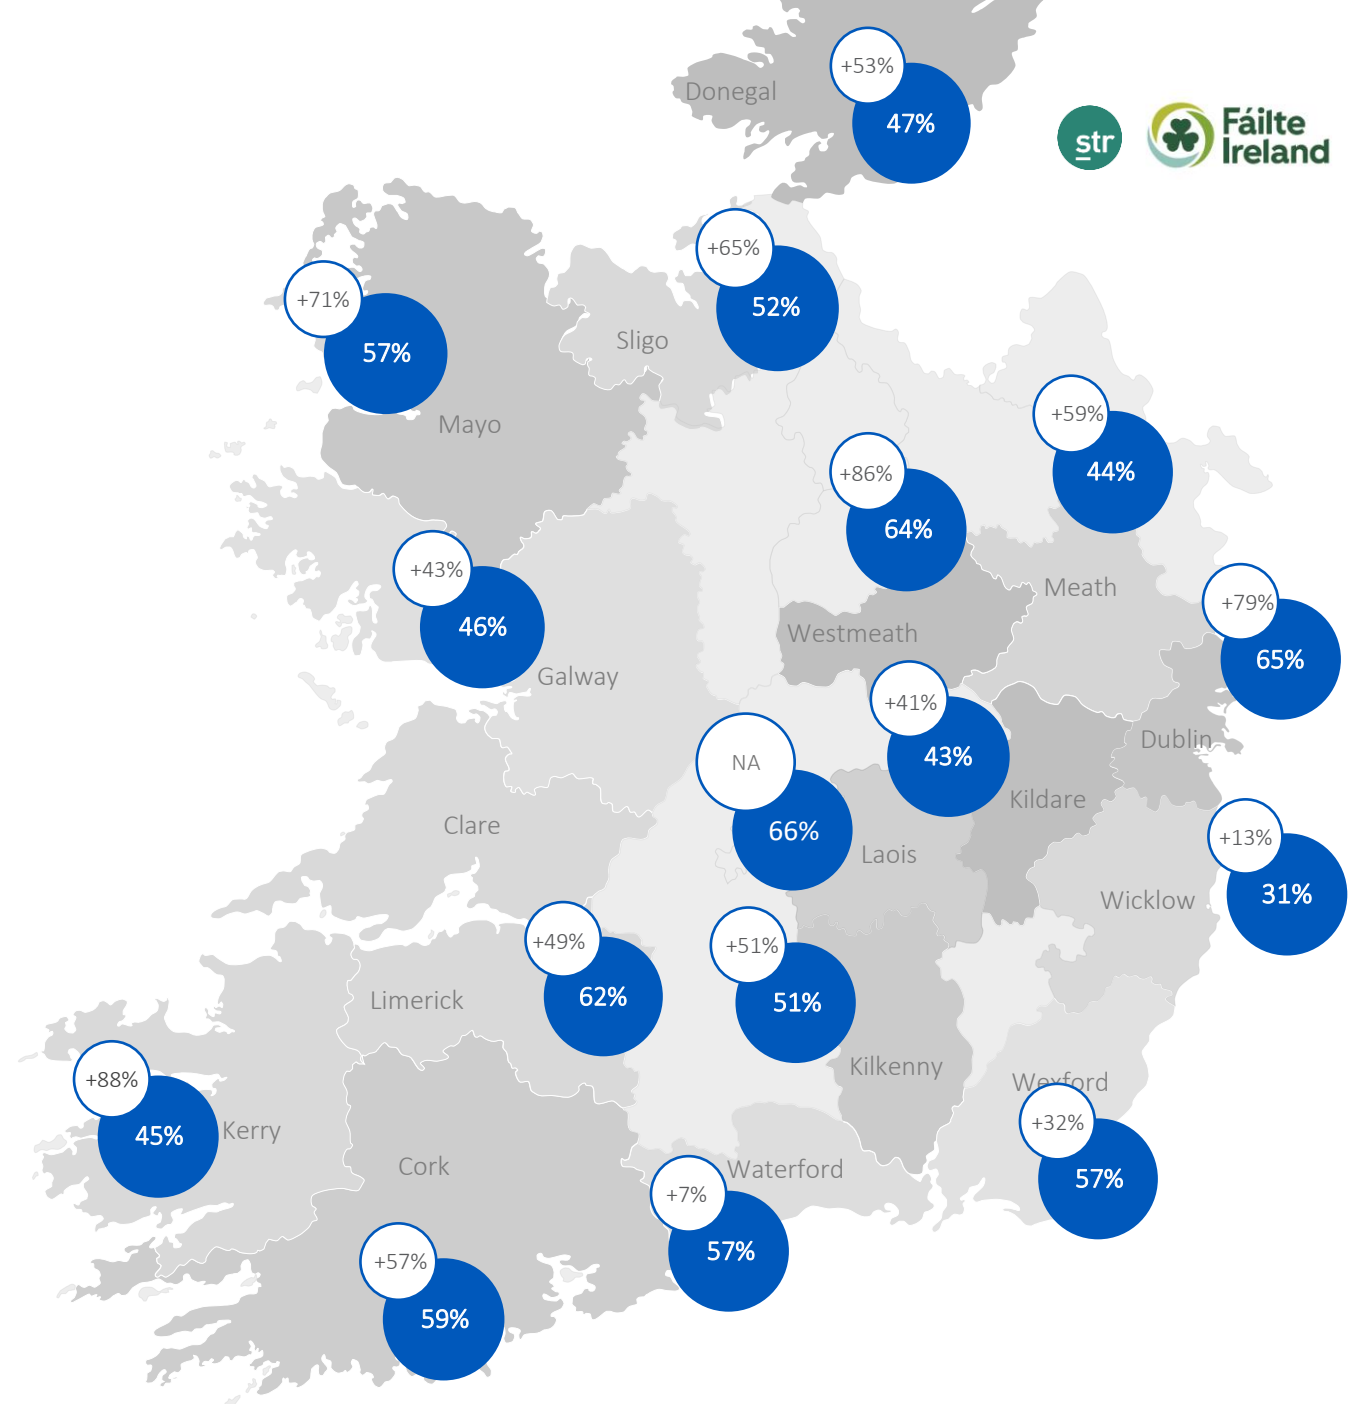 +53%
Donegal
47%
str
Fáilte
Ireland
+65%
52%
+71%
57%
Sligo
Mayo
+59%
44%
+86%
64%
+43%
46%
Meath
Westmeath
+79%
65%
Galway
+41%
43%
Dublin
NA
66%
Kildare
Clare
Laois
+13%
31%
Wicklow
+49%
62%
+51%
51%
Limerick
Kilkenny
+88%
45%
Kerry
Wexford
+32%
57%
Cork
Waterford
+7%
57%
+57%
59%